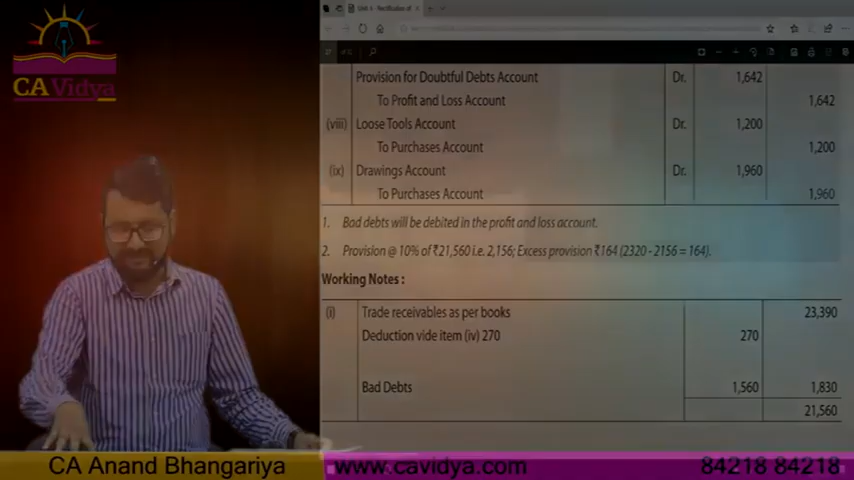 CA Vidya
Unit 5 - Rectification of
Provision for Doubtful Debts Account Dr. 1,642
To Profit and Loss Account 1,642
(viii) Loose Tools Account Dr. 1,200
To Purchases Account 1,200
(ix) Drawings Account Dr. 1,960
To Purchases Account 1,960
1. Bad debts will be debited in the profit and loss account.
2. Provision @ 10% of ₹21,560 i.e. 2,156; Excess provision ₹164 (2320 - 2156 = 164).
Working Notes :
(i) Trade receivables as per books 23,390
Deduction vide item (iv) 270 270
Bad Debts 1,560 1,830
21,560
CA Anand Bhangariya www.cavidya.com 84218 84218